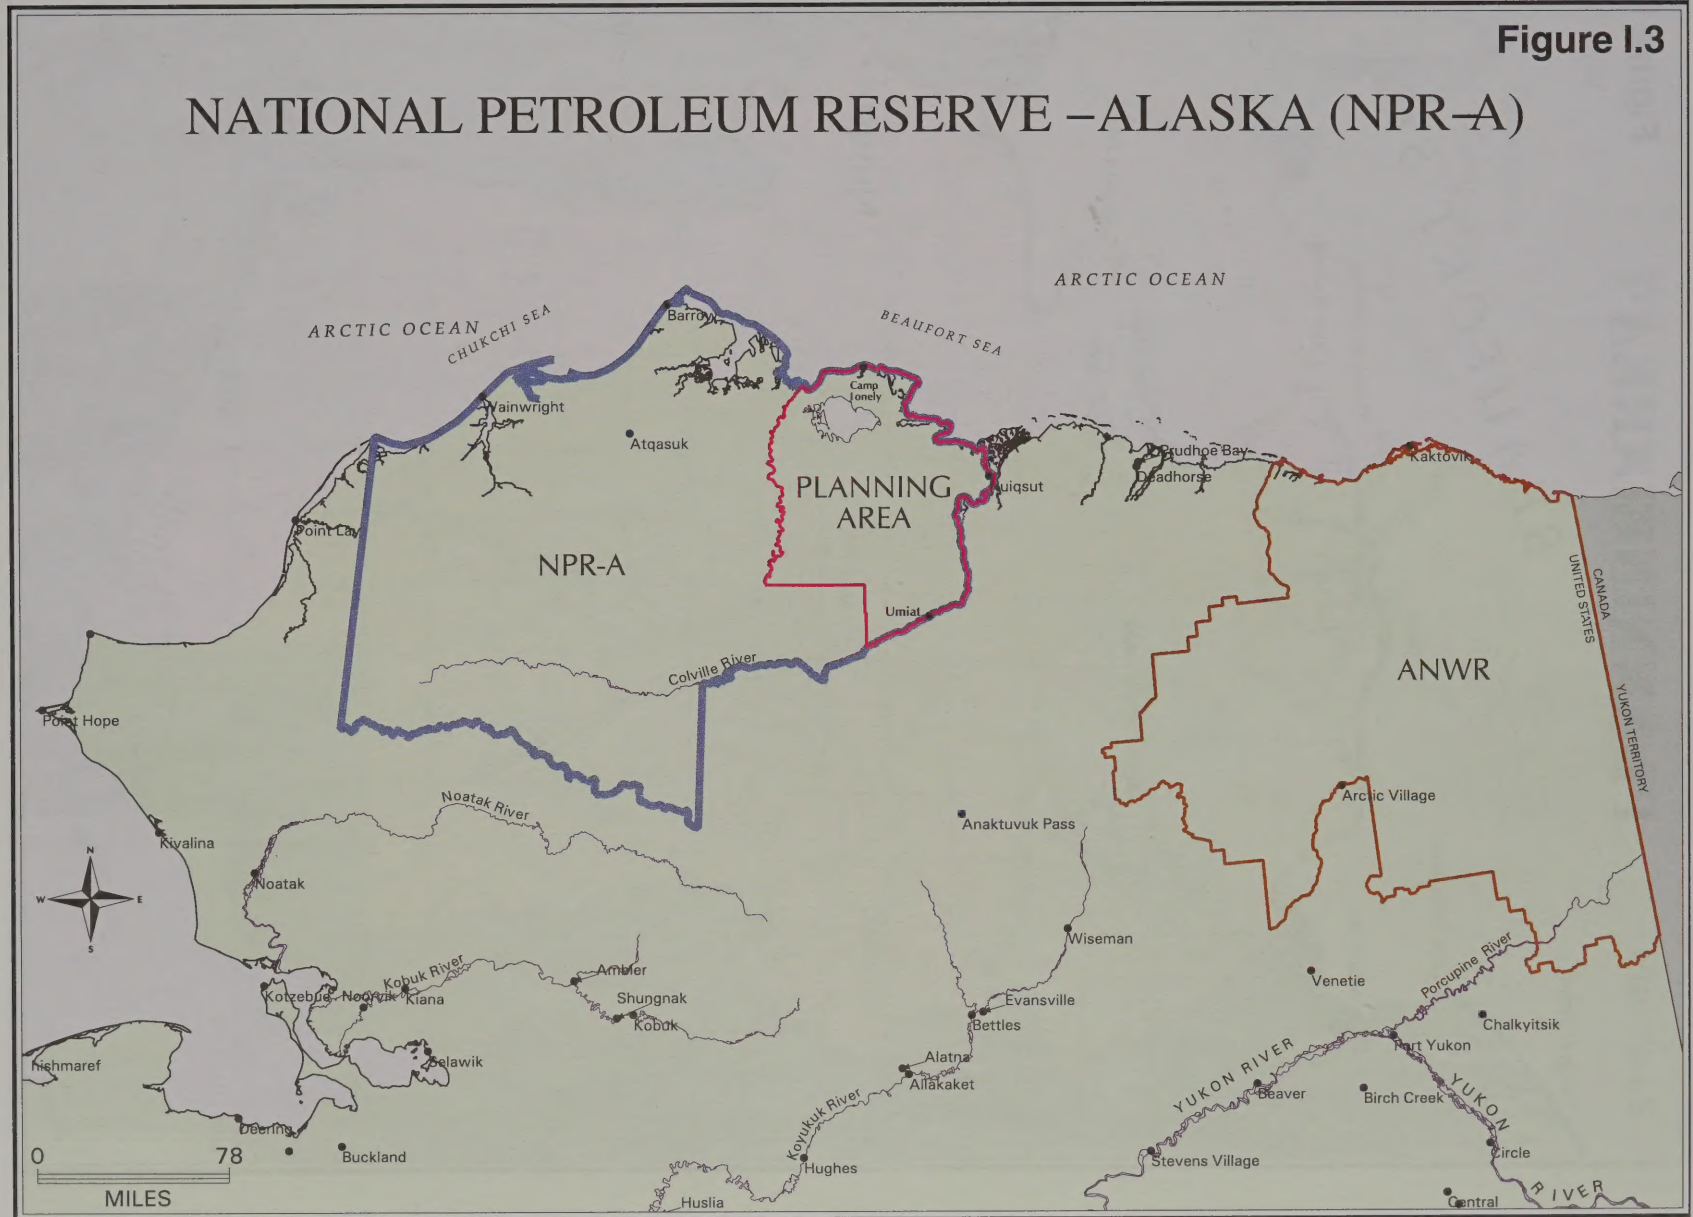 Figure I.3
NATIONAL PETROLEUM RESERVE –ALASKA (NPR–A)
ARCTIC OCEAN
ARCTIC OCEAN
CHUKCHI SEA
BEAUFORT SEA
Barrow
Camp
Lonely
Wainwright
Atqasuk
Prudhoe Bay
Deadhorse
Kaktovik
PLANNING
AREA
Nuiqsut
Point Lay
NPR-A
CANADA
UNITED STATES
Umiat
Colville River
ANWR
YUKON TERRITORY
Point Hope
Arctic Village
Noatak River
Anaktuvuk Pass
Kivalina
N
W
E
S
Noatak
Wiseman
Porcupine River
Kobuk River
Ambler
Venetie
Kotzebue
Noorvik
Kiana
Shungnak
Kobuk
Evansville
Bettles
Chalkyitsik
Fort Yukon
Shishmaref
Selawik
Alatna
Allakaket
YUKON RIVER
Beaver
Birch Creek
YUKON
RIVER
Deering
Koyukuk River
Buckland
Hughes
Stevens Village
Circle
Huslia
Central
0 78
MILES